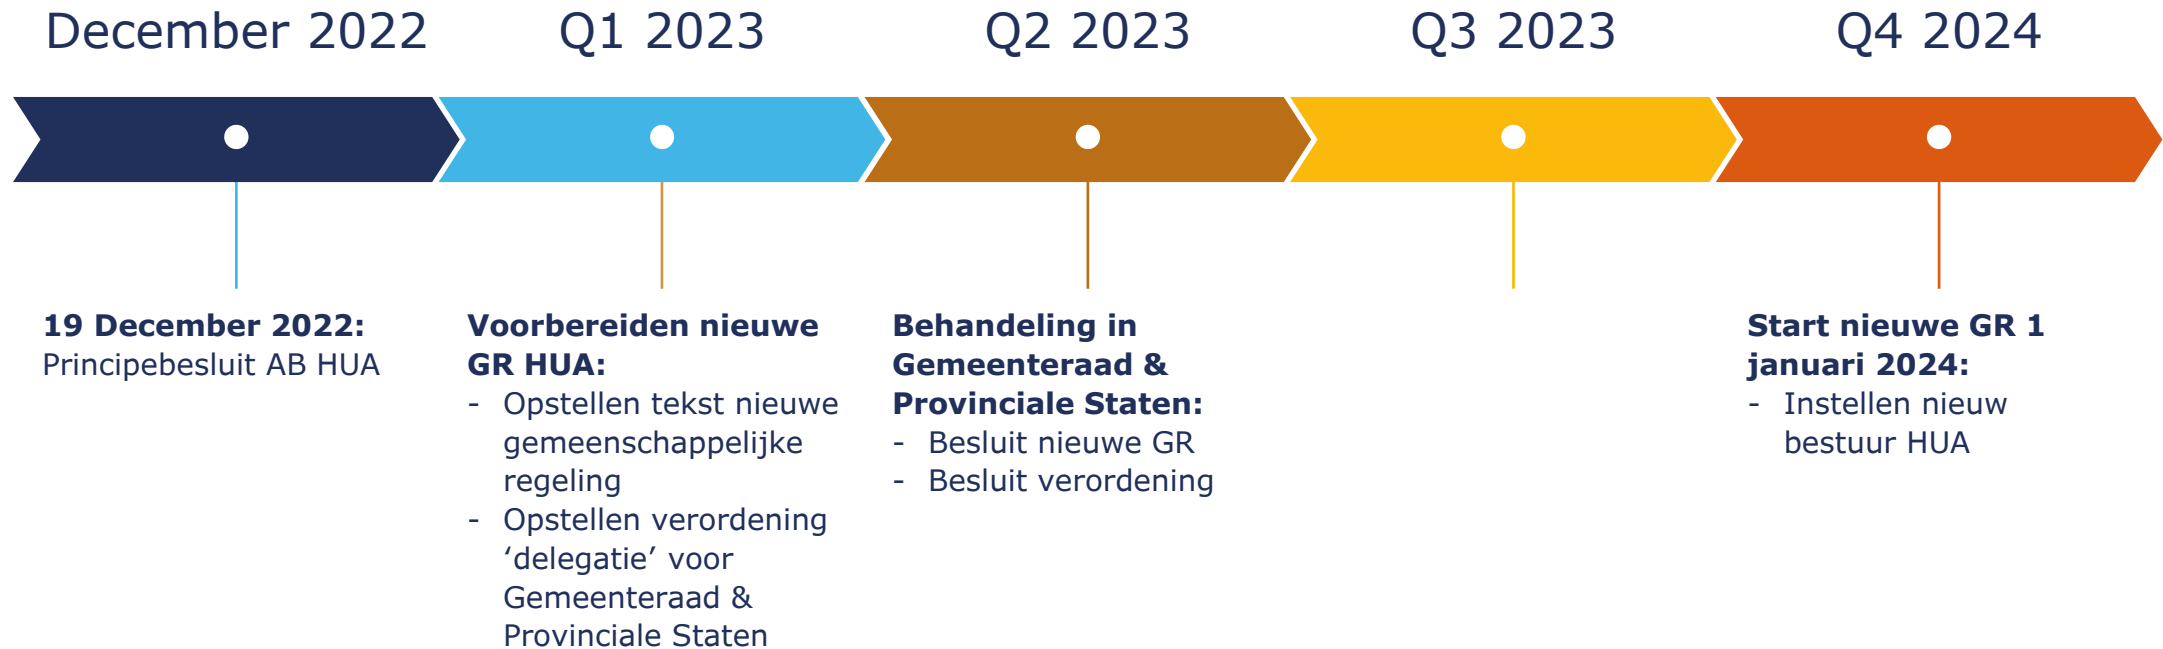 December 2022
Q1 2023
Q2 2023
Q3 2023
Q4 2024
19 December 2022:
Principebesluit AB HUA
Voorbereiden nieuwe
GR HUA:
- Opstellen tekst nieuwe
gemeenschappelijke
regeling
- Opstellen verordening
‘delegatie’ voor
Gemeenteraad &
Provinciale Staten
Behandeling in
Gemeenteraad &
Provinciale Staten:
- Besluit nieuwe GR
- Besluit verordening
Start nieuwe GR 1
januari 2024:
- Instellen nieuw
bestuur HUA